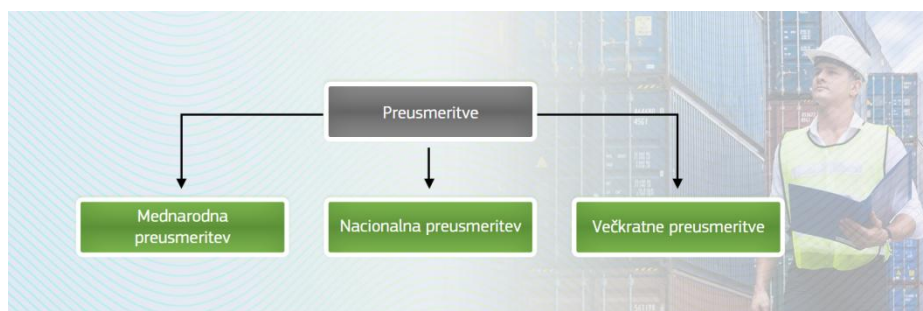 Preusmeritve
Mednarodna
preusmeritev
Nacionalna preusmeritev
Večkratne preusmeritve